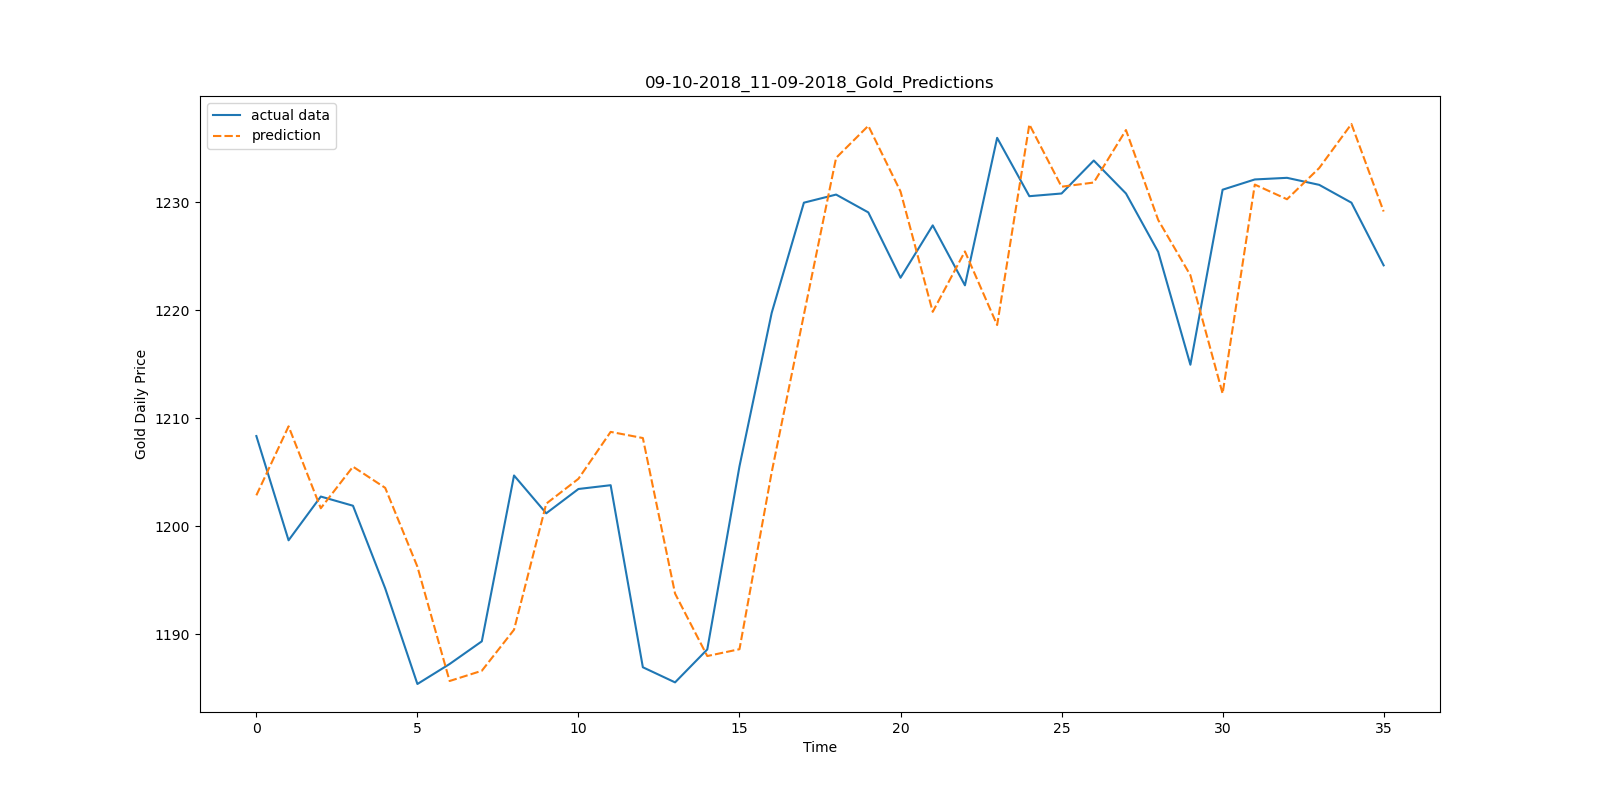 09-10-2018_11-09-2018_Gold_Predictions
actual data
prediction
Gold Daily Price
1230
1220
1210
1200
1190
0 5 10 15 20 25 30 35
Time